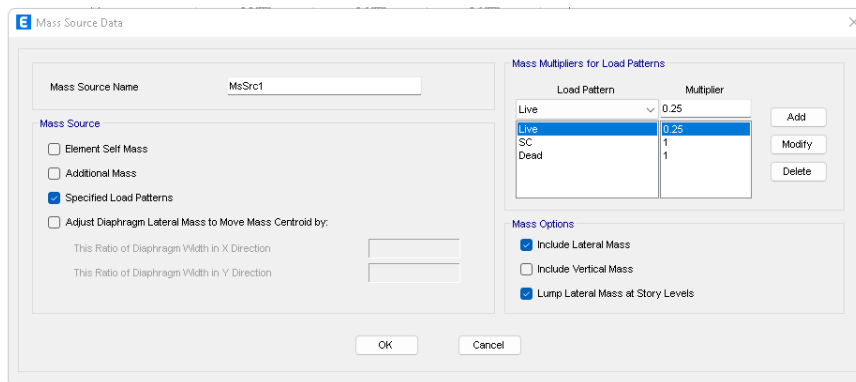 E Mass Source Data
Mass Source Name MsSrc1
Mass Source
Element Self Mass
Additional Mass
Specified Load Patterns
Adjust Diaphragm Lateral Mass to Move Mass Centroid by:
This Ratio of Diaphragm Width in X Direction
This Ratio of Diaphragm Width in Y Direction
Mass Multipliers for Load Patterns
Load Pattern Multiplier
Live 0.25
Live 0.25
SC 1
Dead 1
Add
Modify
Delete
Mass Options
Include Lateral Mass
Include Vertical Mass
Lump Lateral Mass at Story Levels
OK Cancel